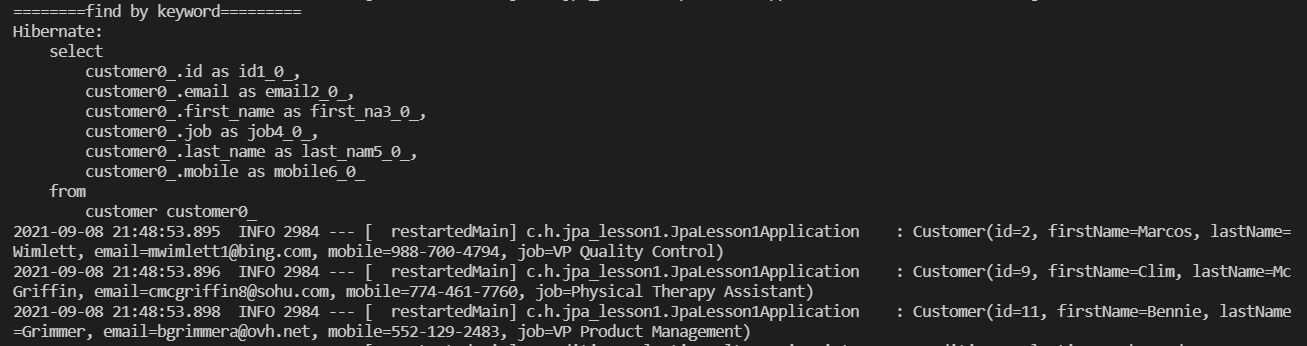 ========find by keyword=========
Hibernate:
    select
        customer0_.id as id1_0_,
        customer0_.email as email2_0_,
        customer0_.first_name as first_na3_0_,
        customer0_.job as job4_0_,
        customer0_.last_name as last_nam5_0_,
        customer0_.mobile as mobile6_0_
    from
        customer customer0_
2021-09-08 21:48:53.895  INFO 2984 --- [  restartedMain] c.h.jpa_lesson1.JpaLesson1Application    : Customer(id=2, firstName=Marcos, lastName=
Wimlett, email=mwimlett1@bing.com, mobile=988-700-4794, job=VP Quality Control)
2021-09-08 21:48:53.896  INFO 2984 --- [  restartedMain] c.h.jpa_lesson1.JpaLesson1Application    : Customer(id=9, firstName=Clim, lastName=Mc
Griffin, email=cmcgriffin8@sohu.com, mobile=774-461-7760, job=Physical Therapy Assistant)
2021-09-08 21:48:53.898  INFO 2984 --- [  restartedMain] c.h.jpa_lesson1.JpaLesson1Application    : Customer(id=11, firstName=Bennie, lastName
=Grimmer, email=bgrimmera@ovh.net, mobile=552-129-2483, job=VP Product Management)